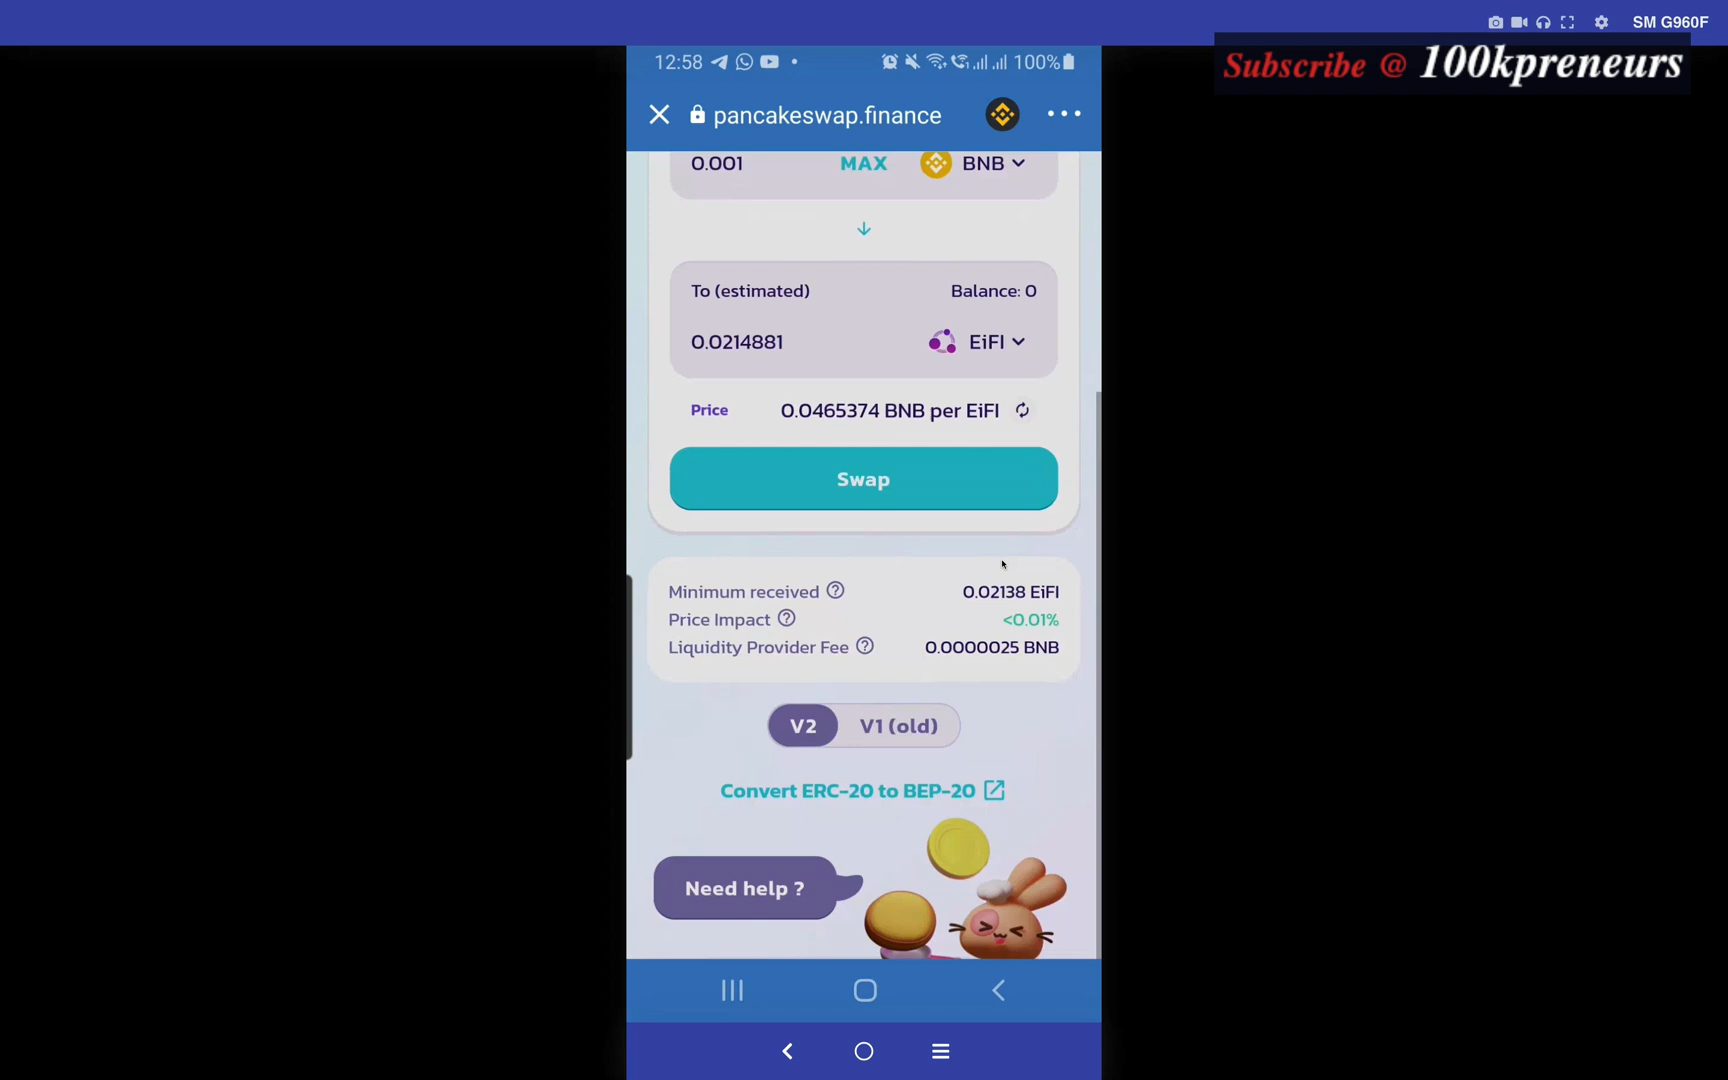 SM G960F
Subscribe @ 100kpreneurs
12:58 100%
pancakeswap.finance
0.001 MAX BNB
To (estimated) Balance: 0
0.0214881 EiFI
Price 0.0465374 BNB per EiFI
Swap
Minimum received 0.02138 EiFI
Price Impact <0.01%
Liquidity Provider Fee 0.0000025 BNB
V2 V1 (old)
Convert ERC-20 to BEP-20
Need help ?